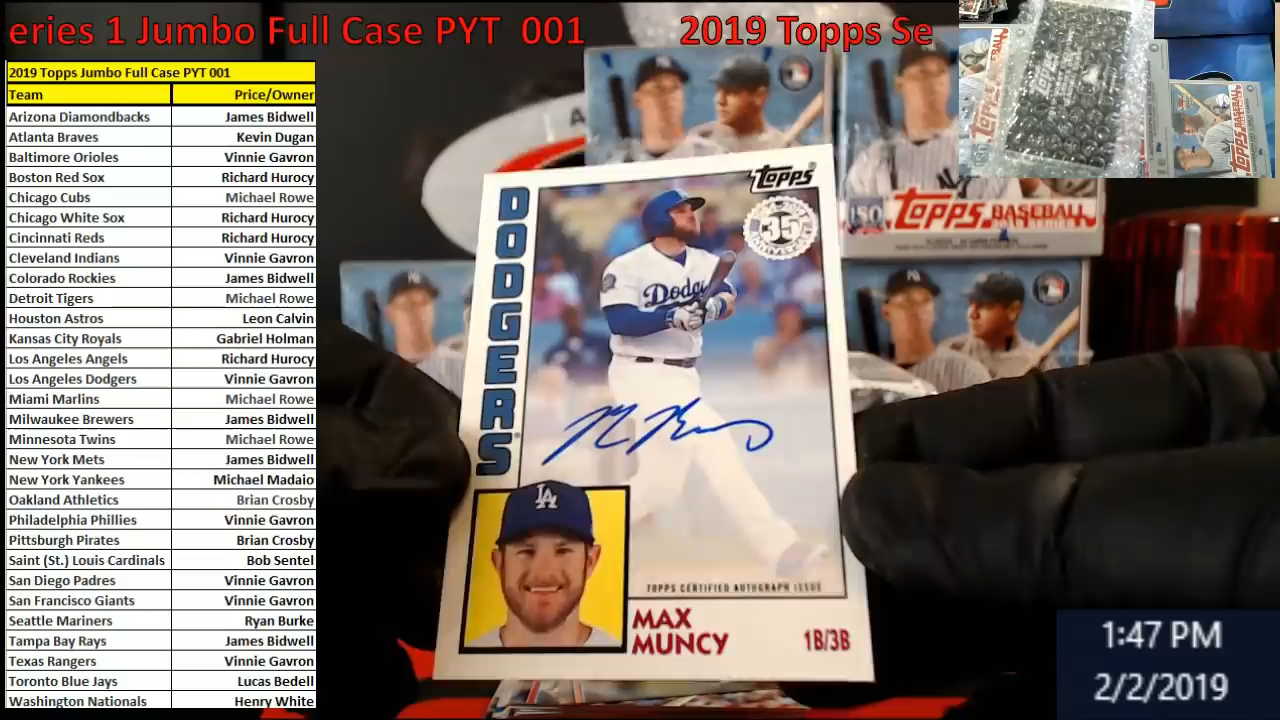 eries 1 Jumbo Full Case PYT 001 2019 Topps Se
2019 Topps Jumbo Full Case PYT 001
Team Price/Owner
Arizona Diamondbacks James Bidwell
Atlanta Braves Kevin Dugan
Baltimore Orioles Vinnie Gavron
Boston Red Sox Richard Hurocy
Chicago Cubs Michael Rowe
Chicago White Sox Richard Hurocy
Cincinnati Reds Richard Hurocy
Cleveland Indians Vinnie Gavron
Colorado Rockies James Bidwell
Detroit Tigers Michael Rowe
Houston Astros Leon Calvin
Kansas City Royals Gabriel Holman
Los Angeles Angels Richard Hurocy
Los Angeles Dodgers Vinnie Gavron
Miami Marlins Michael Rowe
Milwaukee Brewers James Bidwell
Minnesota Twins Michael Rowe
New York Mets James Bidwell
New York Yankees Michael Madaio
Oakland Athletics Brian Crosby
Philadelphia Phillies Vinnie Gavron
Pittsburgh Pirates Brian Crosby
Saint (St.) Louis Cardinals Bob Sentel
San Diego Padres Vinnie Gavron
San Francisco Giants Vinnie Gavron
Seattle Mariners Ryan Burke
Tampa Bay Rays James Bidwell
Texas Rangers Vinnie Gavron
Toronto Blue Jays Lucas Bedell
Washington Nationals Henry White
Topps
35
DODGERS
Dodgers
LA
TOPPS CERTIFIED AUTOGRAPH ISSUE
MAX
MUNCY
1B/3B
150 Topps BASEBALL
Topps BASEBALL
1:47 PM
2/2/2019